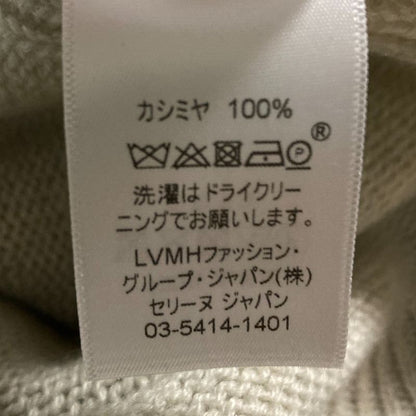 カシミヤ 100%
®
洗濯はドライクリー
ニングでお願いします。
LVMHファッション・
グループ・ジャパン(株)
セリーヌ ジャパン
03-5414-1401